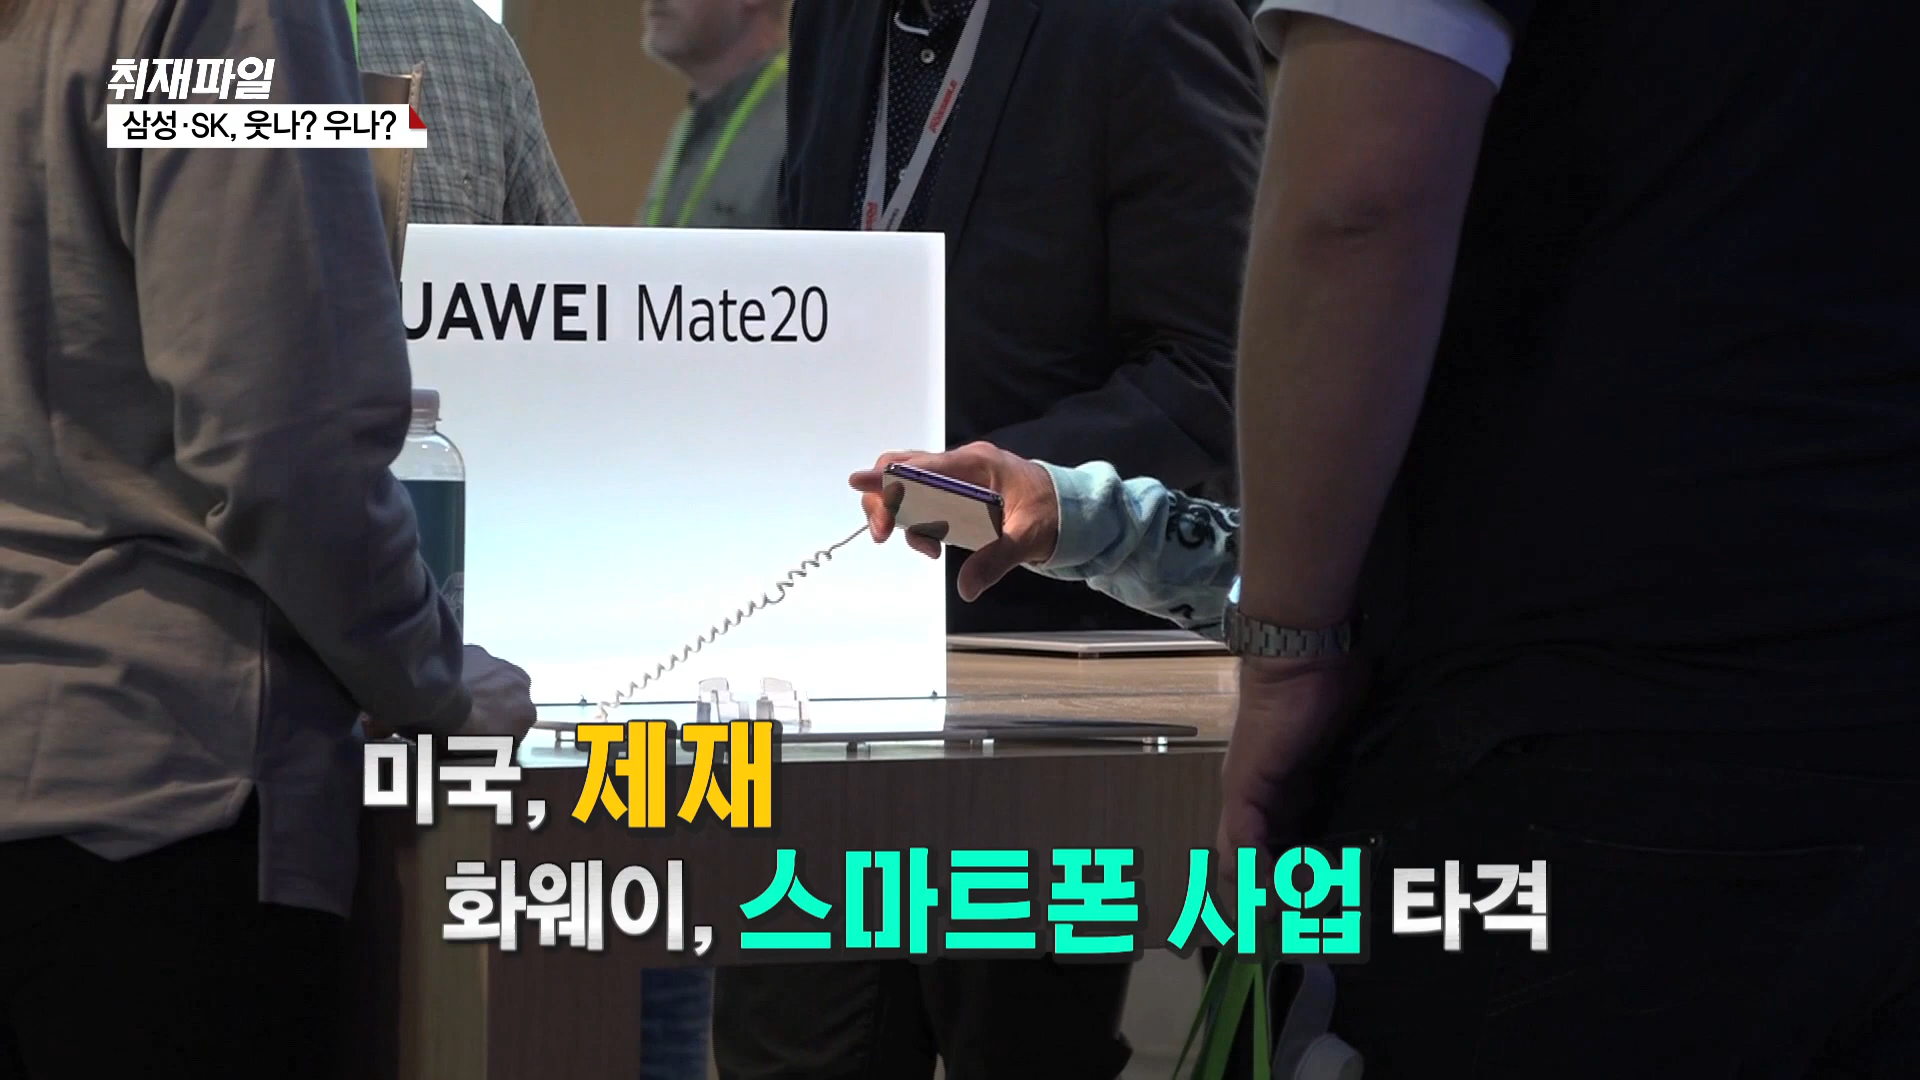 취재파일
삼성·SK, 웃나? 우나?
UAWEI Mate20
미국, 제재
화웨이, 스마트폰 사업 타격